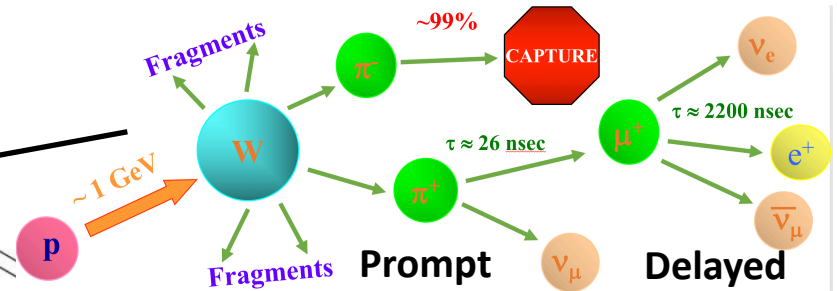 Fragments
~99%
π⁻
CAPTURE
νe
W
τ ≈ 26 nsec
μ⁺
τ ≈ 2200 nsec
e⁺
~ 1 GeV
π⁺
p
ν̅μ
Fragments
Prompt
νμ
Delayed